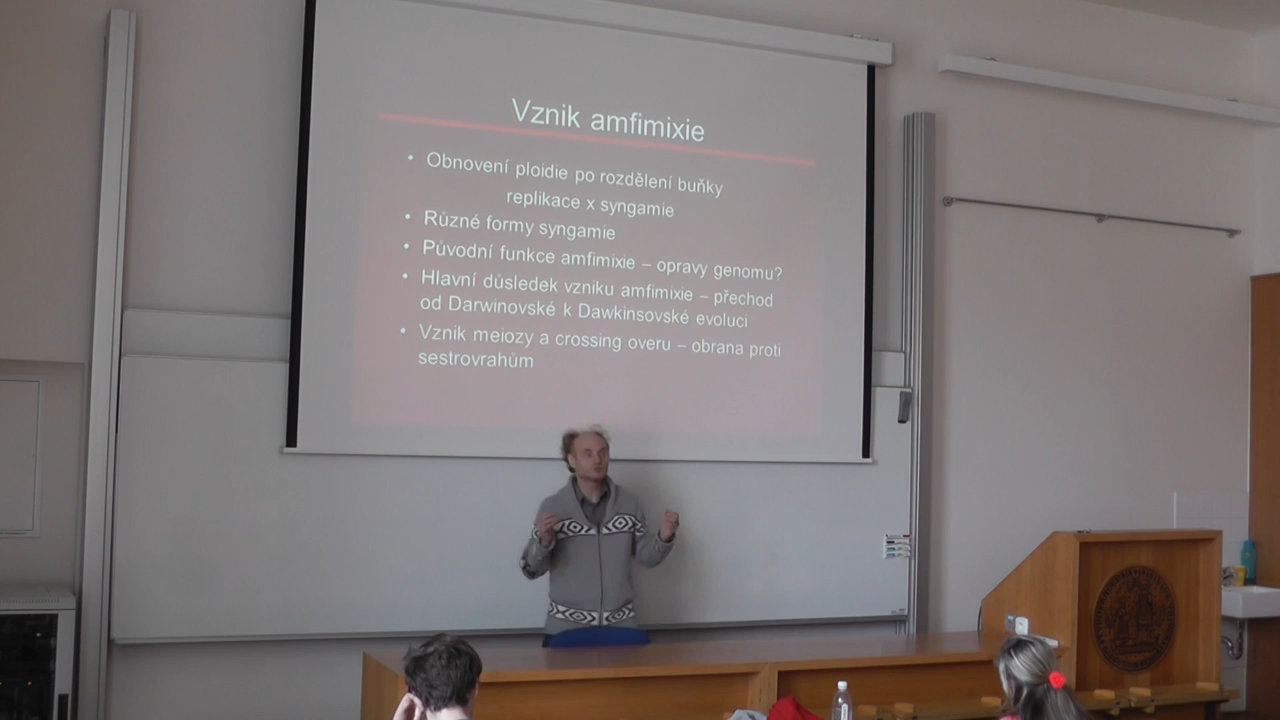 Vznik amfimixie
• Obnovení ploidie po rozdělení buňky
replikace x syngamie
• Různé formy syngamie
• Původní funkce amfimixie – opravy genomu?
• Hlavní důsledek vzniku amfimixie – přechod
od Darwinovské k Dawkinsovské evoluci
• Vznik meiozy a crossing overu – obrana proti
sestrovrahům